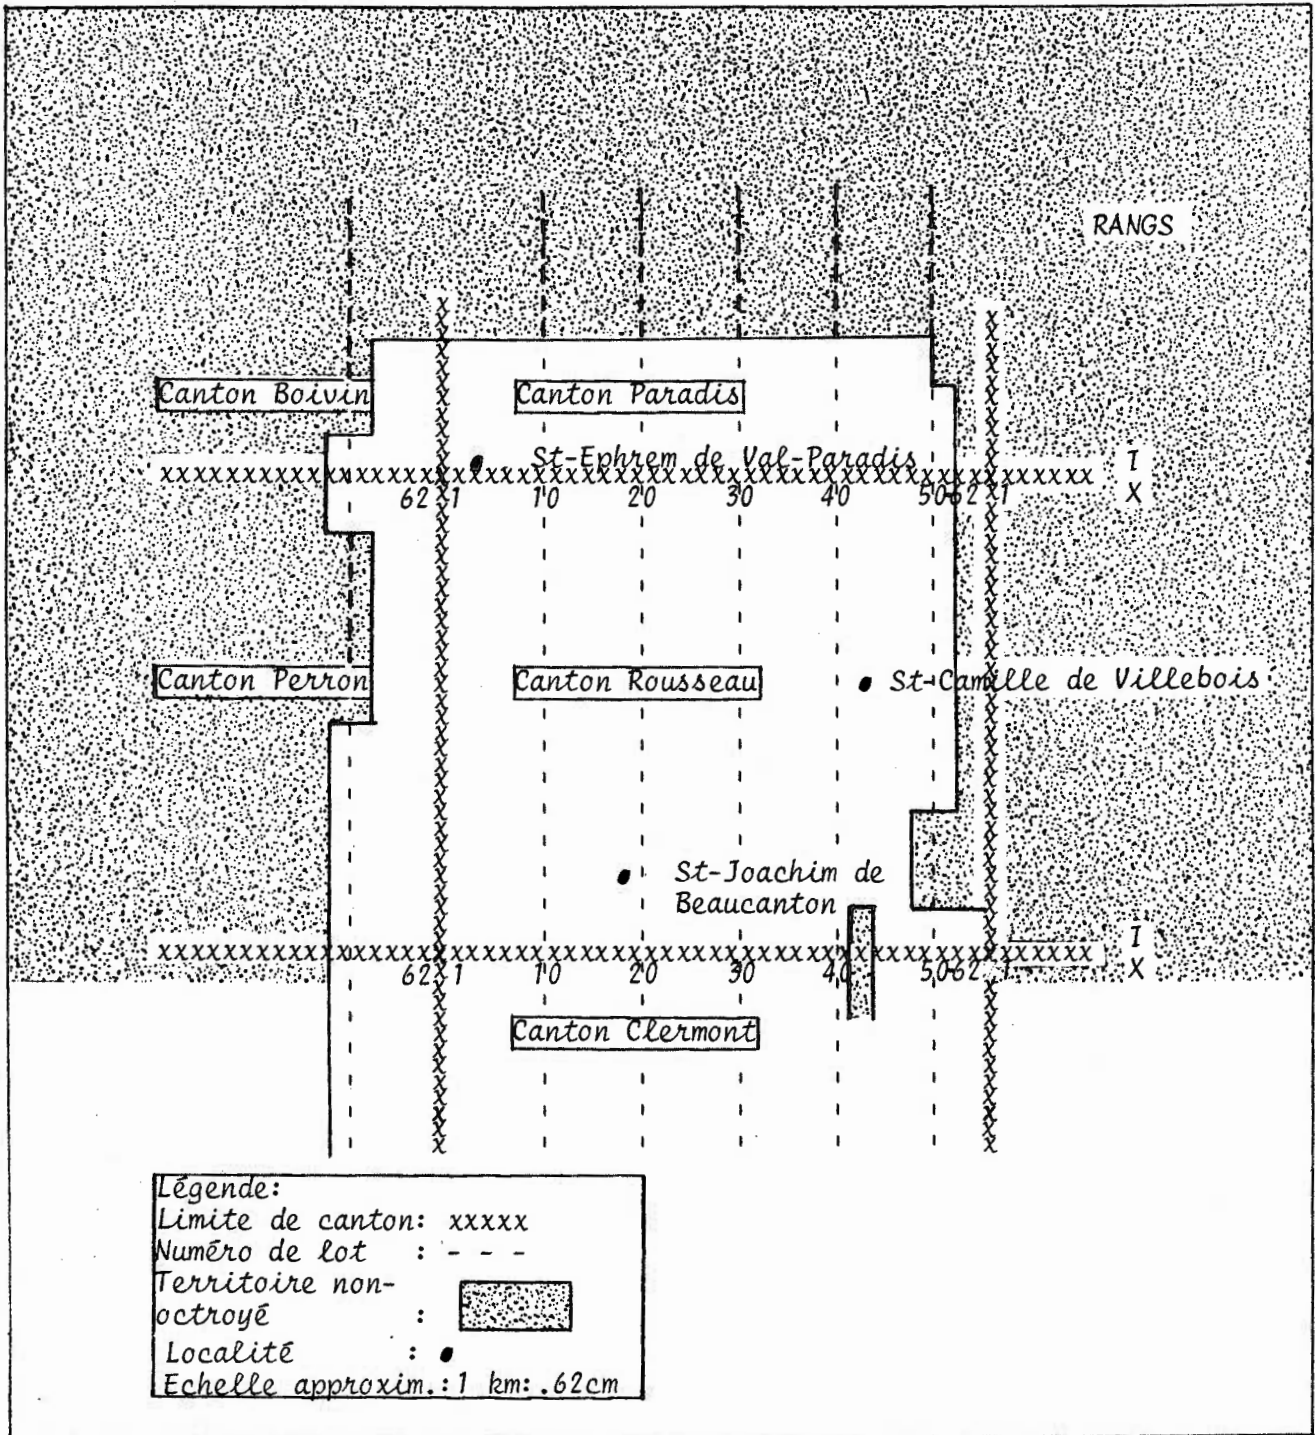 RANGS
Canton Boivin
Canton Paradis
St-Ephrem de Val-Paradis
xxxxxxxxxxxxxxxxxxxxxxxxxxxxxxxxxxxxxxxxxxxxxxxxxxxxxxxxxx I
62 1 10 20 30 40 50 62 1 X
Canton Perron
Canton Rousseau
St-Camille de Villebois
St-Joachim de
Beaucanton
xxxxxxxxxxxxxxxxxxxxxxxxxxxxxxxxxxxxxxxxxxxxxxxxxxxxxxxxxx I
62 1 10 20 30 40 50 62 1 X
Canton Clermont
Légende:
Limite de canton: xxxxx
Numéro de lot : - - -
Territoire non-
octroyé :
Localité :
Echelle approxim.:1 km:.62cm